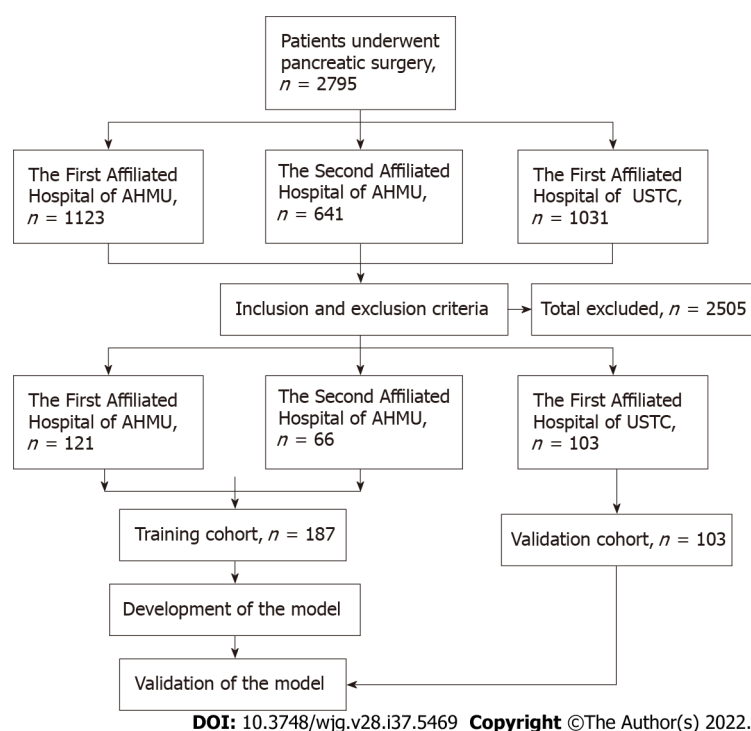 Patients underwent
pancreatic surgery,
n = 2795
The First Affiliated
Hospital of AHMU,
n = 1123
The Second Affiliated
Hospital of AHMU,
n = 641
The First Affiliated
Hospital of USTC,
n = 1031
Inclusion and exclusion criteria
Total excluded, n = 2505
The First Affiliated
Hospital of AHMU,
n = 121
The Second Affiliated
Hospital of AHMU,
n = 66
The First Affiliated
Hospital of USTC,
n = 103
Training cohort, n = 187
Validation cohort, n = 103
Development of the model
Validation of the model
DOI: 10.3748/wjg.v28.i37.5469 Copyright ©The Author(s) 2022.